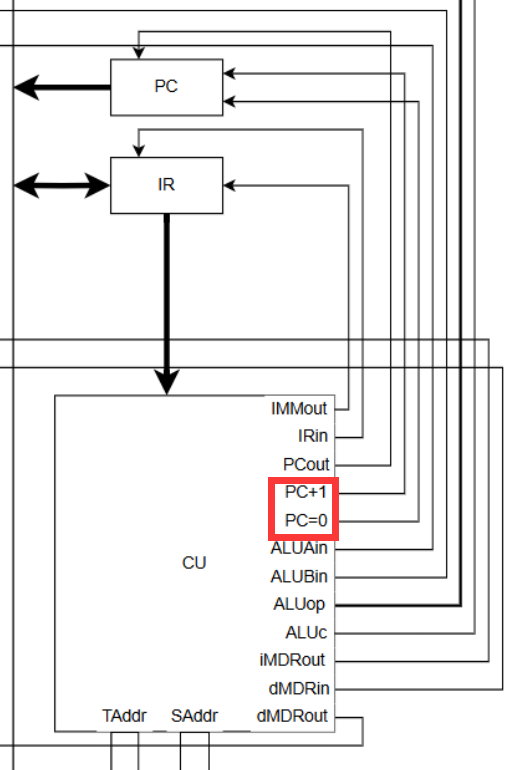 PC
IR
IMMout
IRin
PCout
PC+1
PC=0
ALUAin
CU
ALUBin
ALUop
ALUc
iMDRout
dMDRin
TAddr SAddr dMDRout